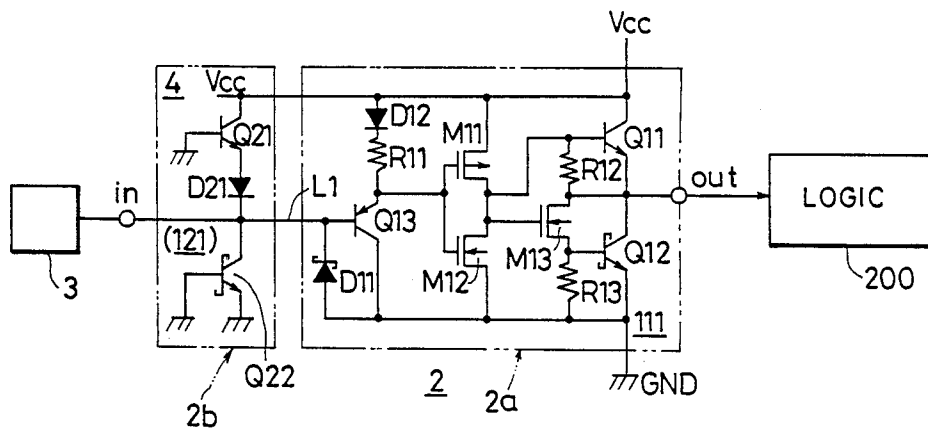 Vcc
4
Vcc
Q21
D21
D12
R11
M11
Q11
R12
in
L1
out
LOGIC
(121)
Q13
M13
Q12
3
D11
M12
R13
111
200
Q22
2b
2
2a
GND